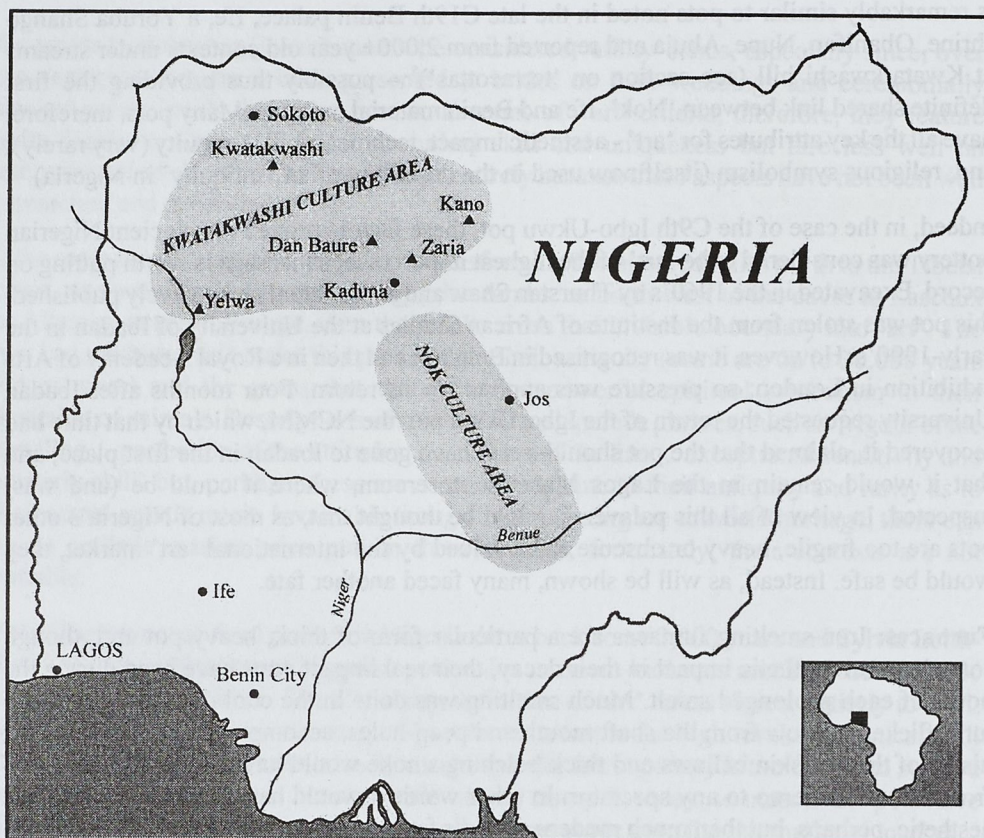 Sokoto
Kwatakwashi
KWATAKWASHI CULTURE AREA
Kano
Dan Baure
Zaria
Kaduna
NIGERIA
Yelwa
NOK CULTURE AREA
Jos
Benue
Niger
Ife
LAGOS
Benin City